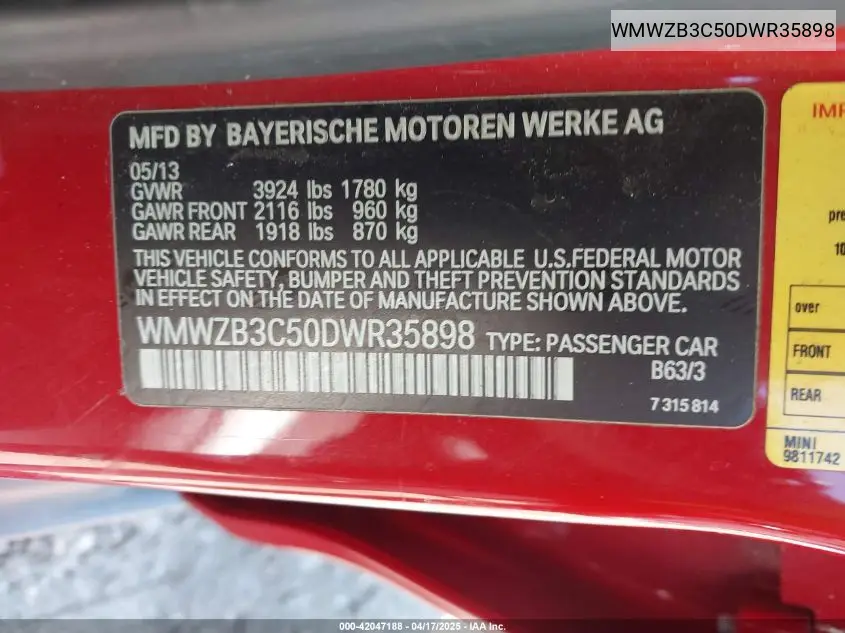 WMWZB3C50DWR35898
MFD BY BAYERISCHE MOTOREN WERKE AG
05/13
GVWR 3924 lbs 1780 kg
GAWR FRONT 2116 lbs 960 kg
GAWR REAR 1918 lbs 870 kg
THIS VEHICLE CONFORMS TO ALL APPLICABLE U.S.FEDERAL MOTOR
VEHICLE SAFETY, BUMPER AND THEFT PREVENTION STANDARDS
IN EFFECT ON THE DATE OF MANUFACTURE SHOWN ABOVE.
WMWZB3C50DWR35898 TYPE: PASSENGER CAR
B63/3
7315814
IMP
pre
10
over
FRONT
REAR
MINI
9811742
000-42047188 - 04/17/2025 - IAA Inc.